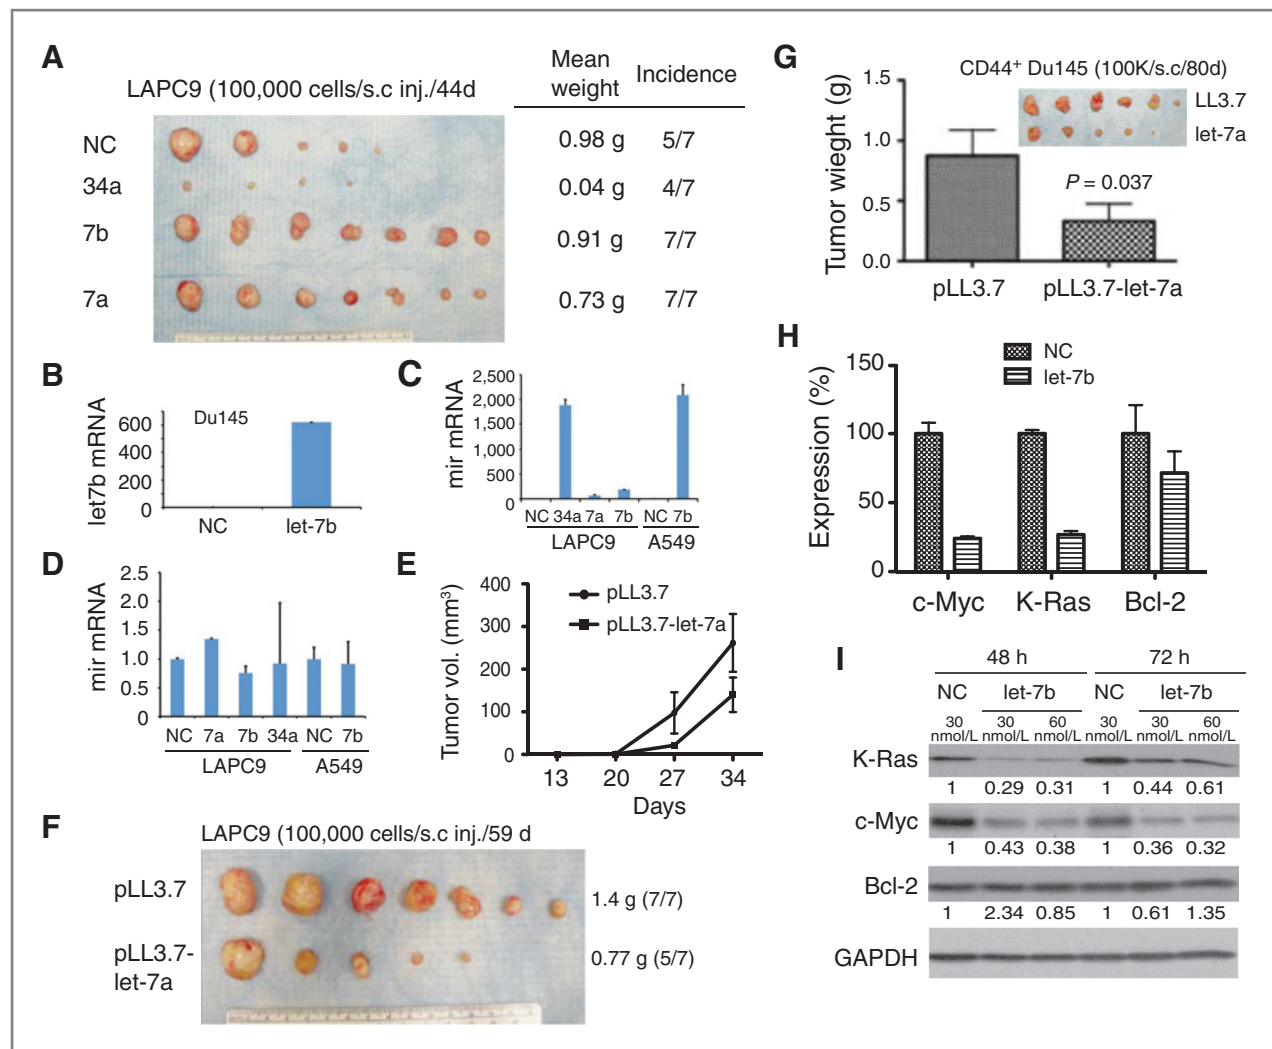 A
LAPC9 (100,000 cells/s.c inj./44d
Mean
weight
Incidence
NC
0.98 g
5/7
34a
0.04 g
4/7
7b
0.91 g
7/7
7a
0.73 g
7/7
B
let7b mRNA
600
400
200
0
Du145
NC
let-7b
C
mir mRNA
2,500
2,000
1,500
1,000
500
0
NC 34a 7a 7b NC 7b
LAPC9 A549
D
mir mRNA
2.5
2.0
1.5
1.0
0.5
0
NC 7a 7b 34a NC 7b
LAPC9 A549
E
Tumor vol. (mm³)
400
300
200
100
0
pLL3.7
pLL3.7-let-7a
13 20 27 34
Days
F
LAPC9 (100,000 cells/s.c inj./59 d
pLL3.7
1.4 g (7/7)
pLL3.7-
let-7a
0.77 g (5/7)
G
Tumor wieght (g)
1.5
1.0
0.5
0.0
CD44⁺ Du145 (100K/s.c/80d)
LL3.7
let-7a
P = 0.037
pLL3.7
pLL3.7-let-7a
H
Expression (%)
150
100
50
0
NC
let-7b
c-Myc K-Ras Bcl-2
I
48 h 72 h
NC let-7b NC let-7b
30 30 60 30 30 60
nmol/L nmol/L nmol/L nmol/L nmol/L nmol/L
K-Ras
1 0.29 0.31 1 0.44 0.61
c-Myc
1 0.43 0.38 1 0.36 0.32
Bcl-2
1 2.34 0.85 1 0.61 1.35
GAPDH